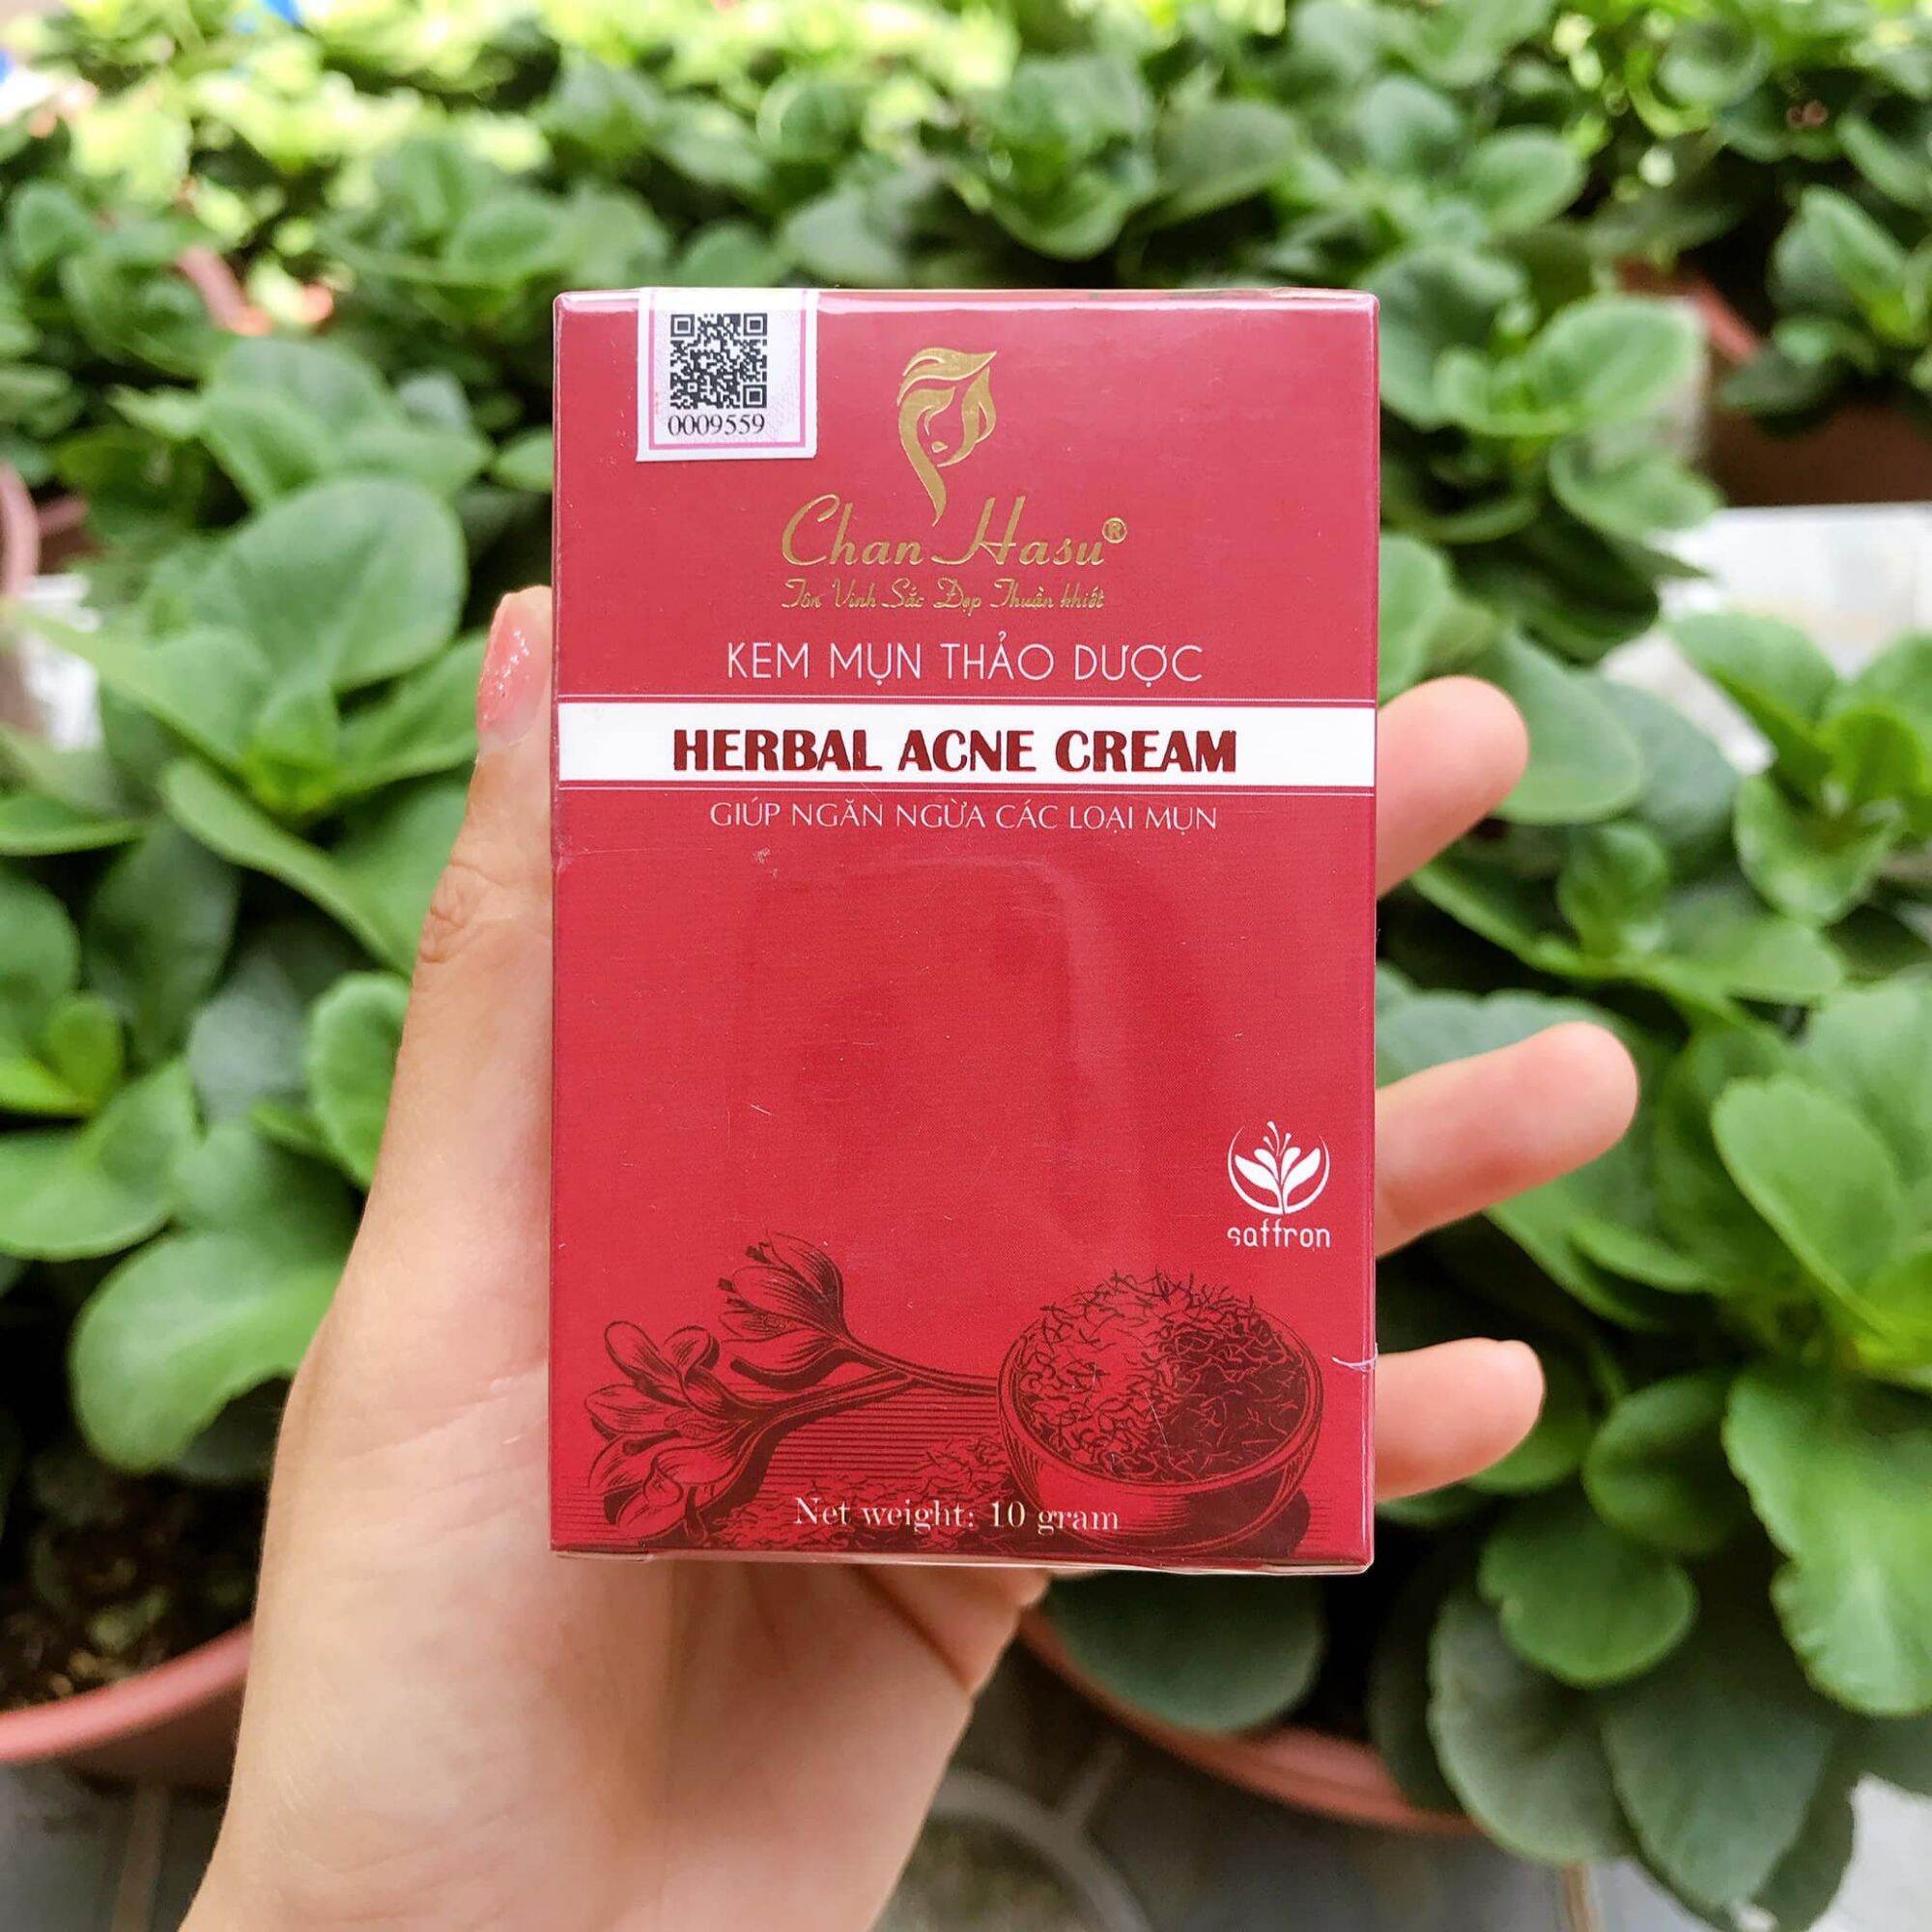 0009559
Chan Hasu®
Tôn Vinh Sắc Đẹp Thuần khiết
KEM MỤN THẢO DƯỢC
HERBAL ACNE CREAM
GIÚP NGĂN NGỪA CÁC LOẠI MỤN
saffron
Net weight: 10 gram